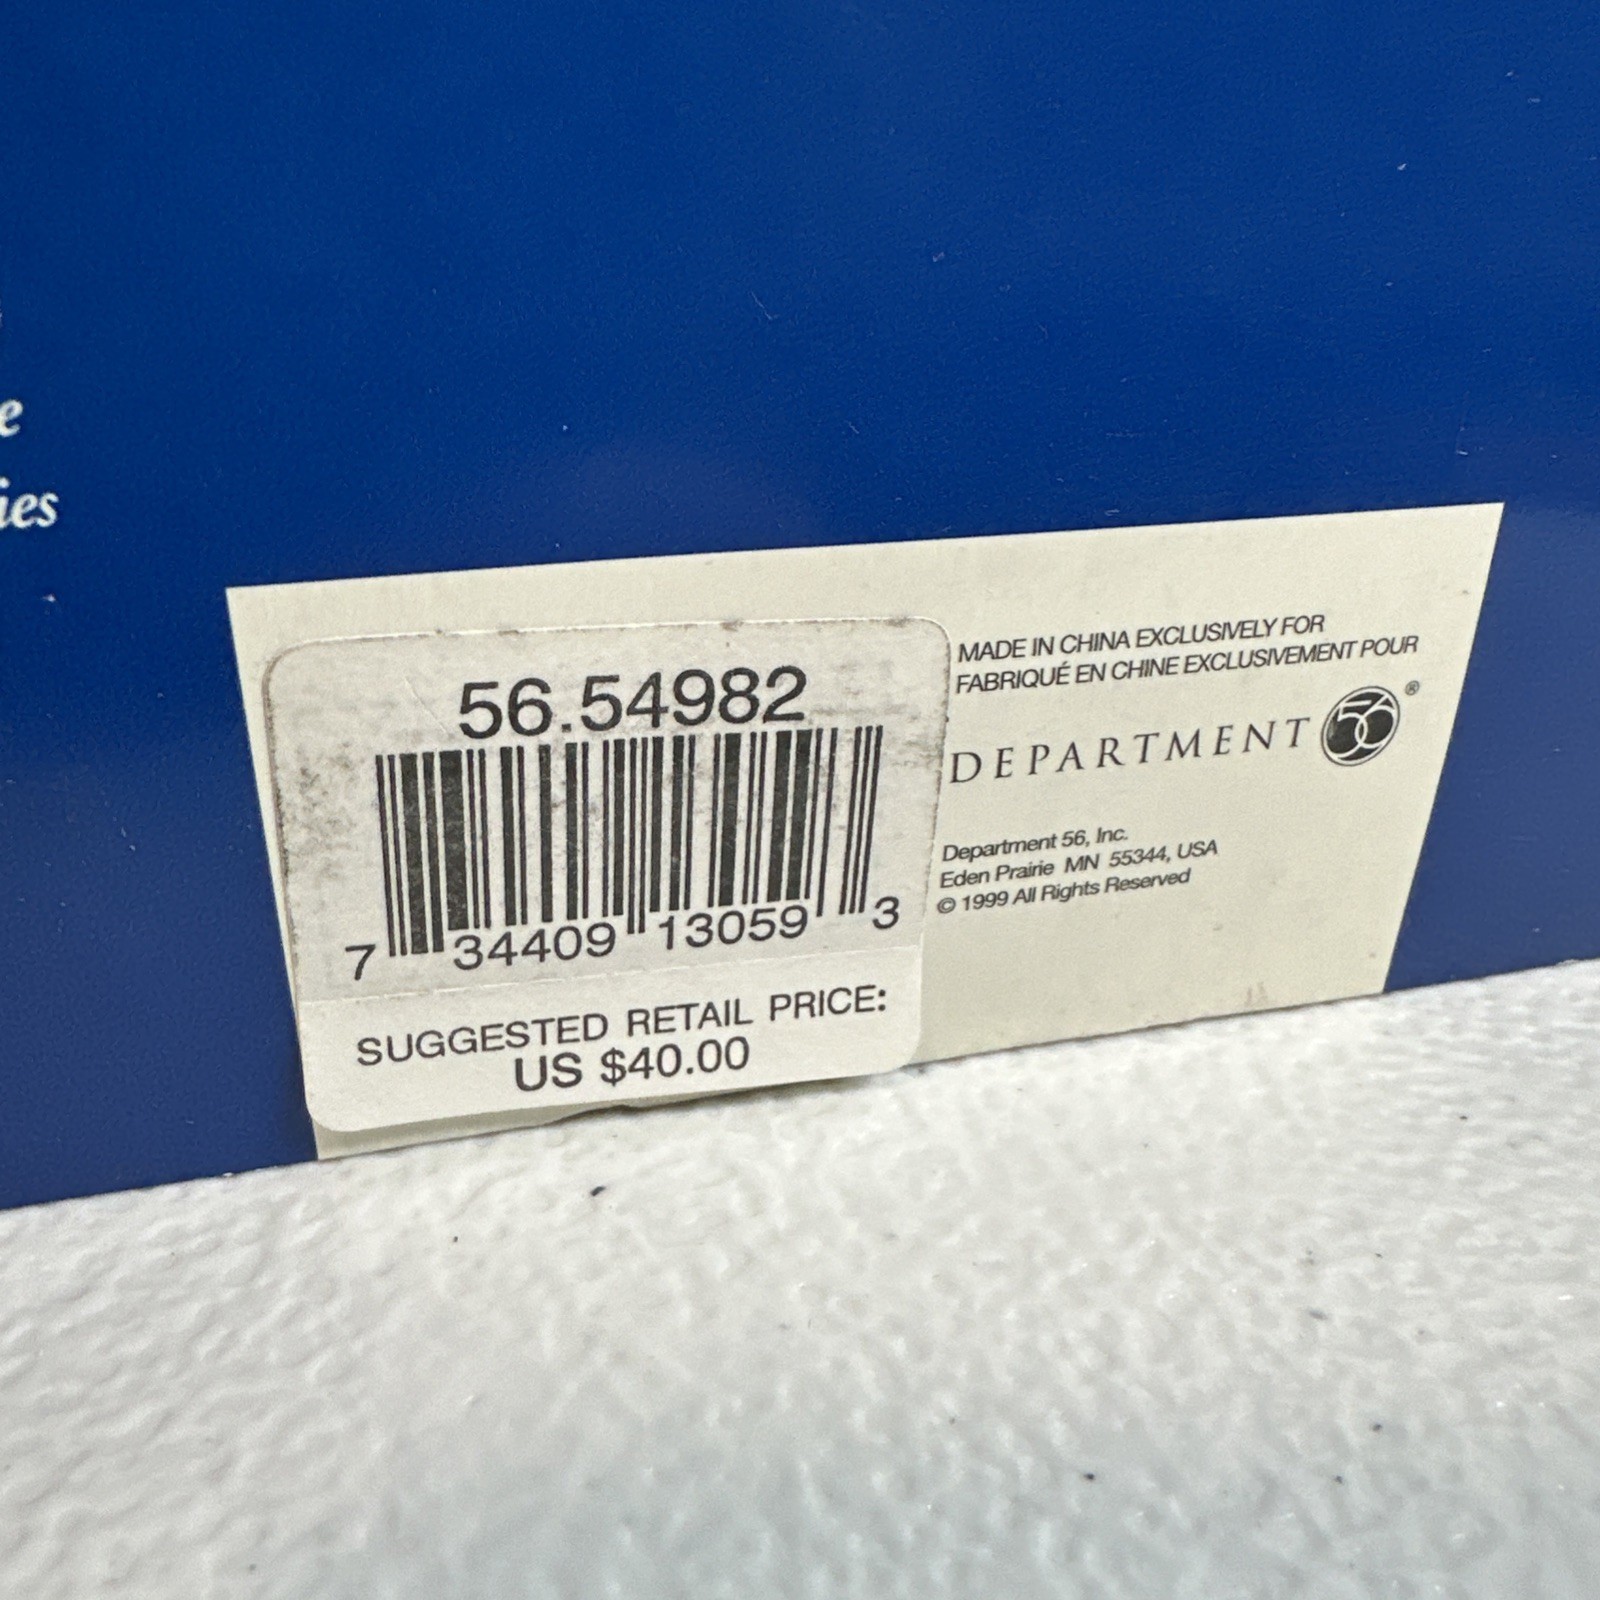 e
ies
56.54982
7 34409 13059 3
SUGGESTED RETAIL PRICE:
US $40.00
MADE IN CHINA EXCLUSIVELY FOR
FABRIQUÉ EN CHINE EXCLUSIVEMENT POUR
DEPARTMENT 56®
Department 56, Inc.
Eden Prairie MN 55344, USA
© 1999 All Rights Reserved